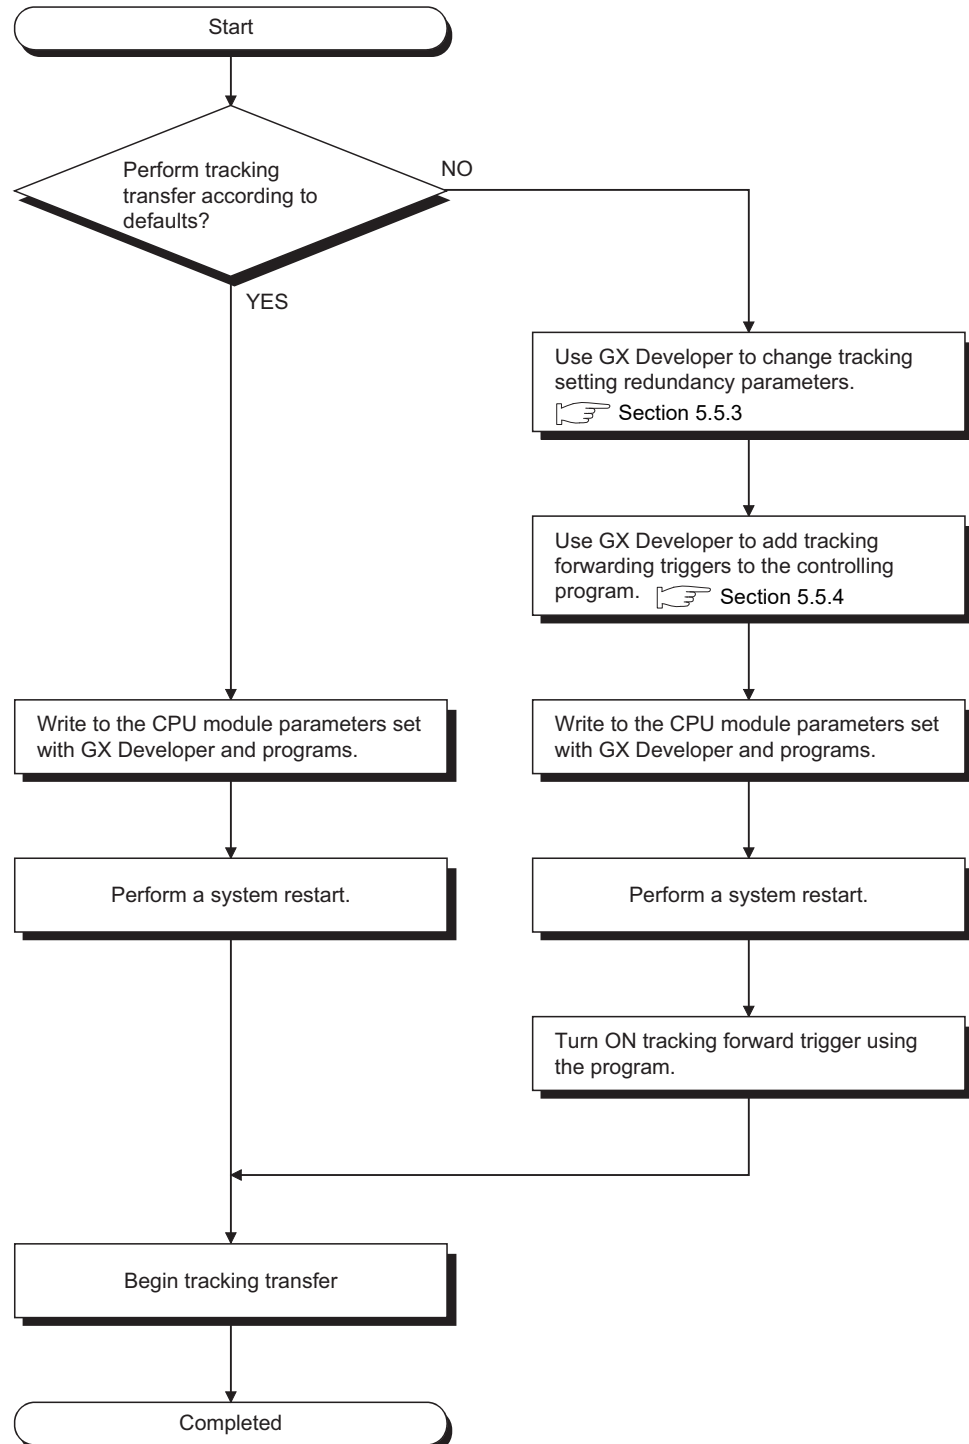 Start
Perform tracking
transfer according to
defaults?
NO
YES
Use GX Developer to change tracking
setting redundancy parameters.
Section 5.5.3
Use GX Developer to add tracking
forwarding triggers to the controlling
program. Section 5.5.4
Write to the CPU module parameters set
with GX Developer and programs.
Write to the CPU module parameters set
with GX Developer and programs.
Perform a system restart.
Perform a system restart.
Turn ON tracking forward trigger using
the program.
Begin tracking transfer
Completed